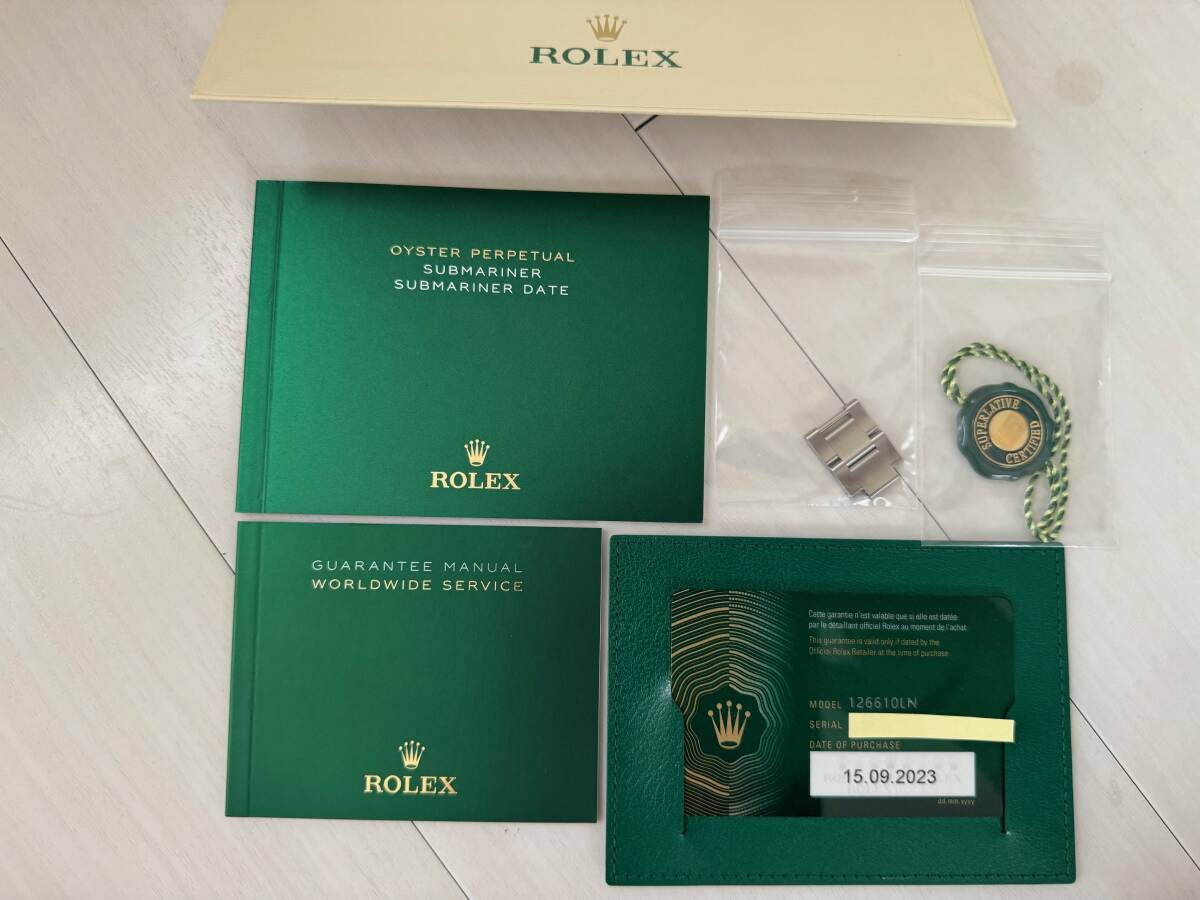 ROLEX
OYSTER PERPETUAL
SUBMARINER
SUBMARINER DATE
ROLEX
SUPERLATIVE
CERTIFIED
GUARANTEE MANUAL
WORLDWIDE SERVICE
ROLEX
Cette garantie n'est valable que si elle est datée
par le détaillant officiel Rolex au moment de l'achat.
This guarantee is valid only if dated by the
Official Rolex Retailer at the time of purchase
MODEL 126610LN
SERIAL
DATE OF PURCHASE
15.09.2023
dd.mm.yyyy